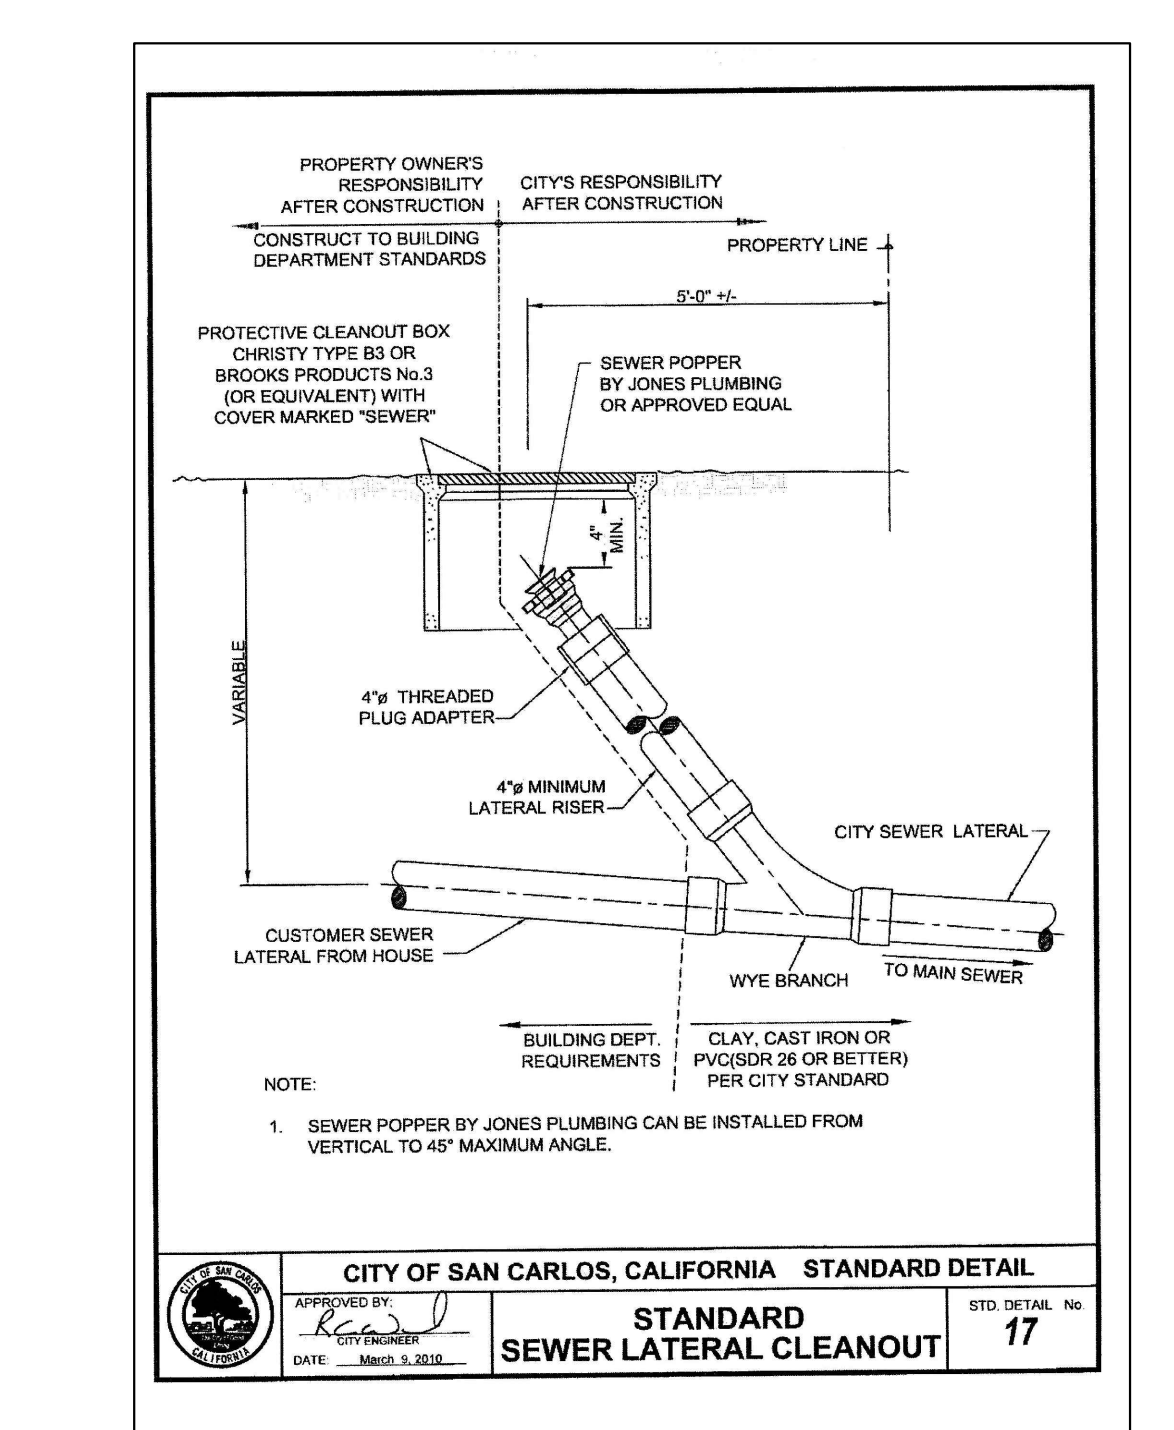 PROPERTY OWNER'S
RESPONSIBILITY
AFTER CONSTRUCTION
CITY'S RESPONSIBILITY
AFTER CONSTRUCTION
CONSTRUCT TO BUILDING
DEPARTMENT STANDARDS
PROPERTY LINE
5'-0" +/-
PROTECTIVE CLEANOUT BOX
CHRISTY TYPE B3 OR
BROOKS PRODUCTS No.3
(OR EQUIVALENT) WITH
COVER MARKED "SEWER"
SEWER POPPER
BY JONES PLUMBING
OR APPROVED EQUAL
4"
MIN.
VARIABLE
4"ø THREADED
PLUG ADAPTER
4"ø MINIMUM
LATERAL RISER
CITY SEWER LATERAL
CUSTOMER SEWER
LATERAL FROM HOUSE
WYE BRANCH
TO MAIN SEWER
BUILDING DEPT.
REQUIREMENTS
CLAY, CAST IRON OR
PVC(SDR 26 OR BETTER)
PER CITY STANDARD
NOTE:
1. SEWER POPPER BY JONES PLUMBING CAN BE INSTALLED FROM
VERTICAL TO 45° MAXIMUM ANGLE.
CITY OF SAN CARLOS
CALIFORNIA
CITY OF SAN CARLOS, CALIFORNIA STANDARD DETAIL
APPROVED BY:
CITY ENGINEER
DATE: March 9, 2010
STANDARD
SEWER LATERAL CLEANOUT
STD. DETAIL No.
17